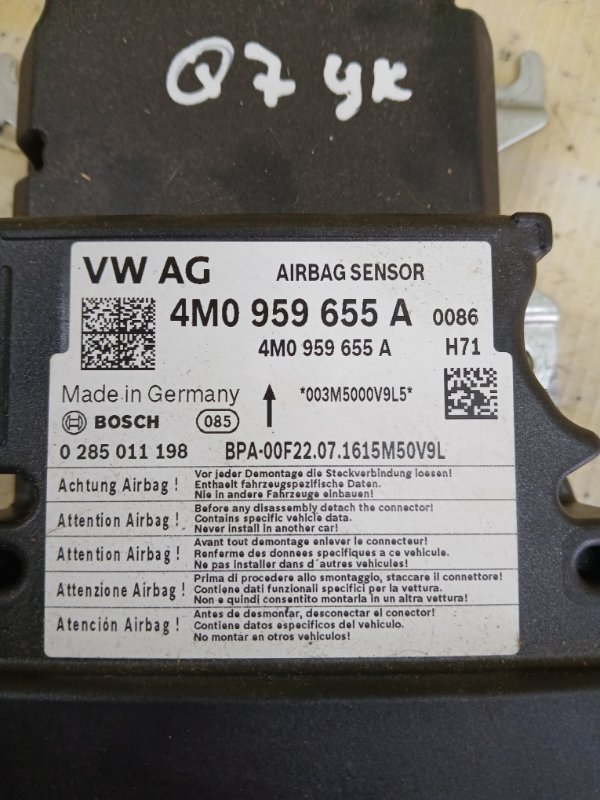 Q7 ук
VW AG AIRBAG SENSOR
4M0 959 655 A 0086
4M0 959 655 A H71
Made in Germany *003M5000V9L5*
BOSCH 085
0 285 011 198 BPA-00F22.07.1615M50V9L
Achtung Airbag !
Vor jeder Demontage die Steckverbindung loesen!
Enthaelt fahrzeugspezifische Daten.
Nie in andere Fahrzeuge einbauen!
Attention Airbag !
Before any disassembly detach the connector!
Contains specific vehicle data.
Never install in another car!
Attention Airbag !
Avant tout demontage enlever le connecteur!
Renferme des donnees specifiques a ce vehicule.
Ne pas installer dans d´autres vehicules!
Attenzione Airbag !
Prima di procedere allo smontaggio, staccare il connettore!
Contiene dati funzionali specifici per la vettura.
Non e quindi consentito montarla in un altra vettura!
Atención Airbag !
Antes de desmontar, desconectar el conector!
Contiene datos especificos del vehiculo.
No montar en otros vehiculos!